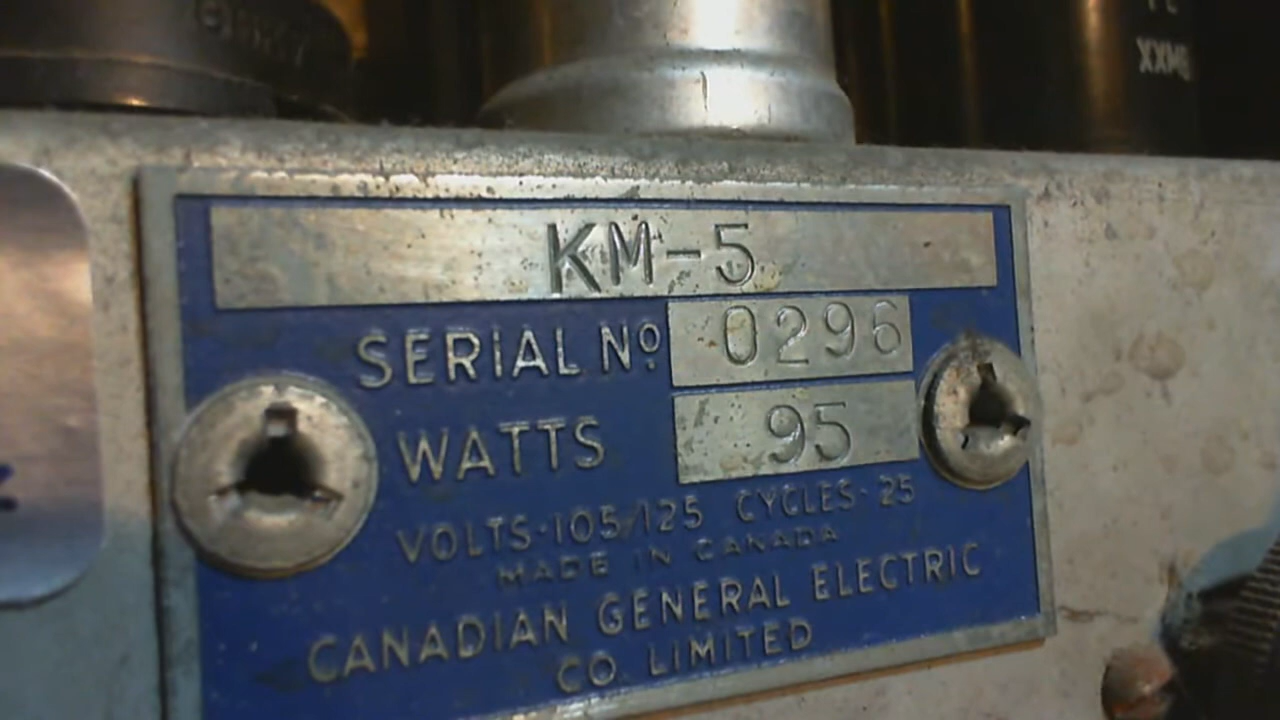 XXMB
KM-5
SERIAL Nº 0296
WATTS 95
VOLTS-105/125 CYCLES-25
MADE IN CANADA
CANADIAN GENERAL ELECTRIC
CO. LIMITED